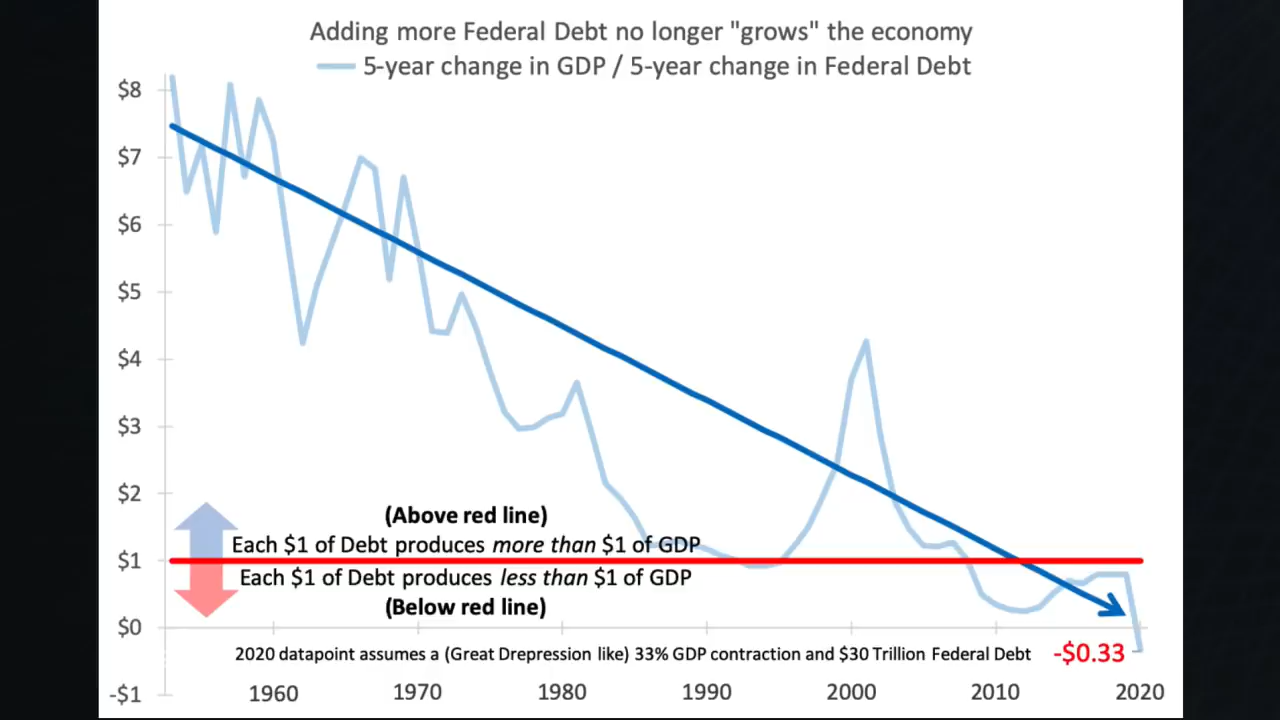 Adding more Federal Debt no longer "grows" the economy
5-year change in GDP / 5-year change in Federal Debt
$8
$7
$6
$5
$4
$3
$2
(Above red line)
Each $1 of Debt produces more than $1 of GDP
$1
Each $1 of Debt produces less than $1 of GDP
(Below red line)
$0
2020 datapoint assumes a (Great Drepression like) 33% GDP contraction and $30 Trillion Federal Debt -$0.33
-$1
1960 1970 1980 1990 2000 2010 2020